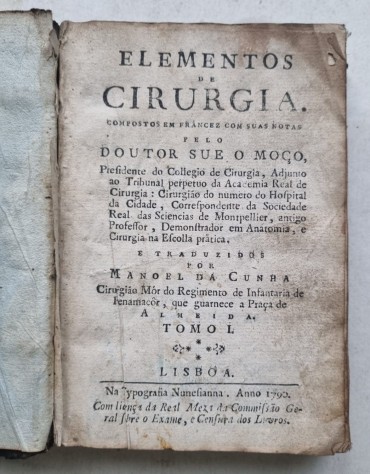 ELEMENTOS
DE
CIRURGIA.
COMPOSTOS EM FRANCEZ COM SUAS NOTAS
PELO
DOUTOR SUE O MOÇO,
Presidente do Collegio de Cirurgia, Adjunto
ao Tribunal perpetuo da Academia Real de
Cirurgia: Cirurgião do numero do Hospital
da Cidade, Correspondente da Sociedade
Real das Sciencias de Montpellier, antigo
Professor, Demonstrador em Anatomia, e
Cirurgia na Escolla prática.
E TRADUZIDOS
POR
MANOEL DA CUNHA
Cirurgião Mór do Regimento de Infantaria de
Penamacôr, que guarnece a Praça de
ALMEIDA.
TOMO I.
LISBOA.
Na Typografia Nunesianna. Anno 1790.
Com licença da Real Meza da Commissão Ge-
ral sobre o Exame, e Censura dos Livros.